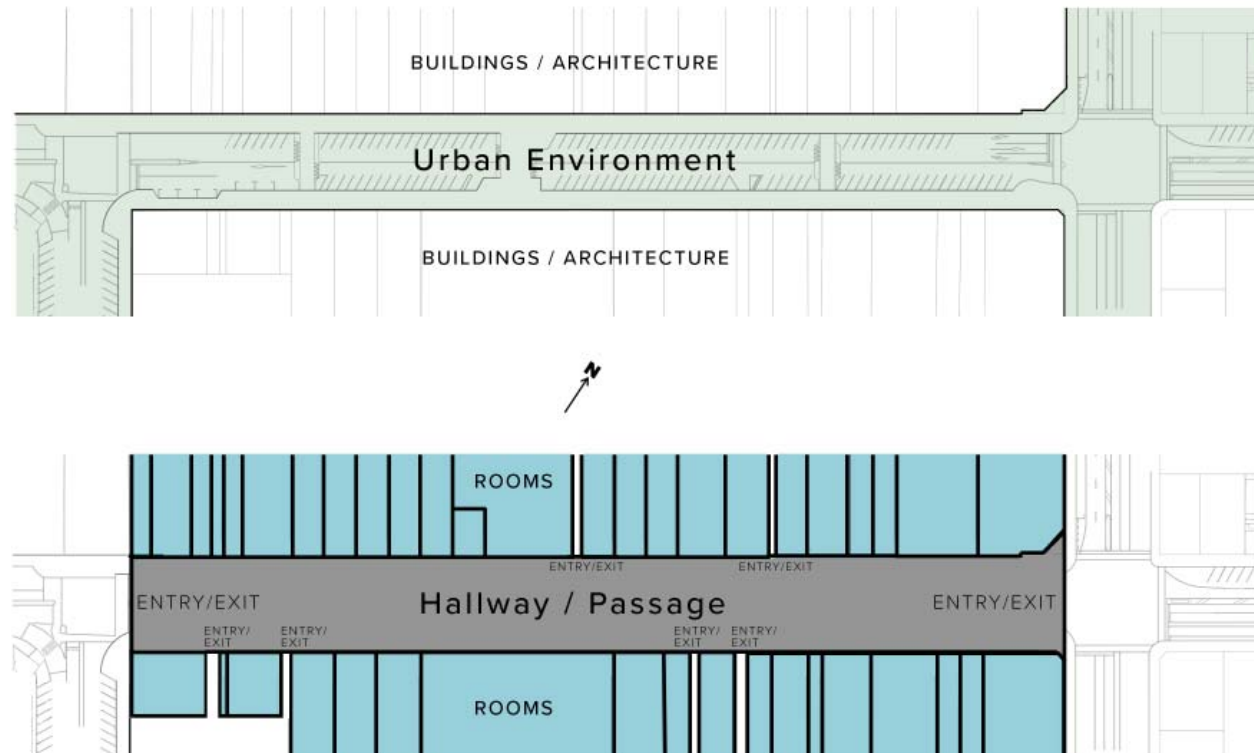 BUILDINGS / ARCHITECTURE
Urban Environment
BUILDINGS / ARCHITECTURE
N
ROOMS
ENTRY/EXIT ENTRY/EXIT
ENTRY/EXIT Hallway / Passage ENTRY/EXIT
ENTRY/ ENTRY/ ENTRY/ ENTRY/
EXIT EXIT EXIT EXIT
ROOMS